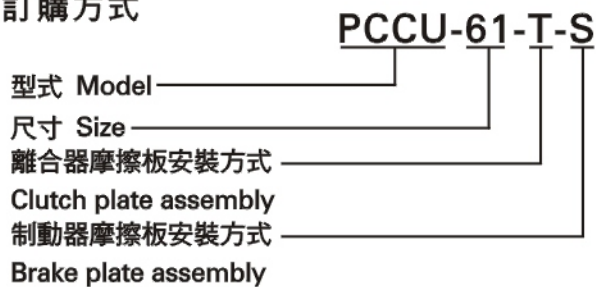 訂購方式
PCCU-61-T-S
型式 Model
尺寸 Size
離合器摩擦板安裝方式
Clutch plate assembly
制動器摩擦板安裝方式
Brake plate assembly